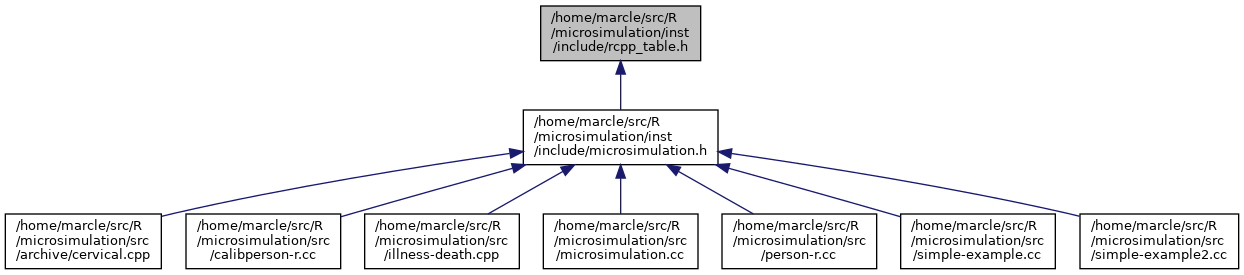 /home/marcle/src/R
/microsimulation/inst
/include/rcpp_table.h
/home/marcle/src/R
/microsimulation/inst
/include/microsimulation.h
/home/marcle/src/R
/microsimulation/src
/archive/cervical.cpp
/home/marcle/src/R
/microsimulation/src
/calibperson-r.cc
/home/marcle/src/R
/microsimulation/src
/illness-death.cpp
/home/marcle/src/R
/microsimulation/src
/microsimulation.cc
/home/marcle/src/R
/microsimulation/src
/person-r.cc
/home/marcle/src/R
/microsimulation/src
/simple-example.cc
/home/marcle/src/R
/microsimulation/src
/simple-example2.cc